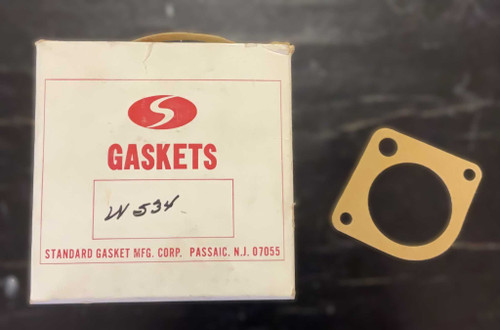 S
GASKETS
W 534
STANDARD GASKET MFG. CORP. PASSAIC, N.J. 07055